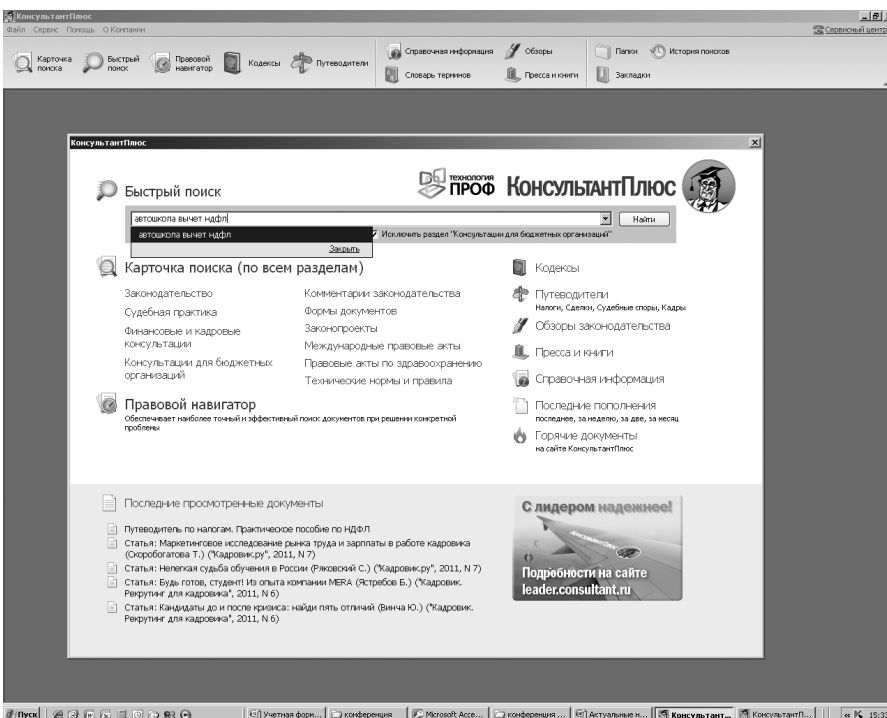 КонсультантПлюс
Файл Сервис Помощь О Компании
Сервисный центр
Карточка поиска
Быстрый поиск
Правовой навигатор
Кодексы
Путеводители
Справочная информация
Словарь терминов
Обзоры
Пресса и книги
Папки
Закладки
История поисков
КонсультантПлюс
Быстрый поиск
технология
ПРОФ
КонсультантПлюс
автошкола вычет ндфл
Найти
автошкола вычет ндфл
Исключить раздел "Консультации для бюджетных организаций"
Закрыть
Карточка поиска (по всем разделам)
Законодательство
Судебная практика
Финансовые и кадровые
консультации
Консультации для бюджетных
организаций
Комментарии законодательства
Формы документов
Законопроекты
Международные правовые акты
Правовые акты по здравоохранению
Технические нормы и правила
Правовой навигатор
Обеспечивает наиболее точный и эффективный поиск документов при решении конкретной
проблемы
Кодексы
Путеводители
Налоги, Сделки, Судебные споры, Кадры
Обзоры законодательства
Пресса и книги
Справочная информация
Последние пополнения
последнее, за неделю, за две, за месяц
Горячие документы
на сайте КонсультантПлюс
Последние просмотренные документы
Путеводитель по налогам. Практическое пособие по НДФЛ
Статья: Маркетинговое исследование рынка труда и зарплаты в работе кадровика
(Скоробогатова Т.) ("Кадровик.ру", 2011, N 7)
Статья: Нелегкая судьба обучения в России (Ряковский С.) ("Кадровик.ру", 2011, N 7)
Статья: Будь готов, студент! Из опыта компании MERA (Ястребов Б.) ("Кадровик.
Рекрутинг для кадровика", 2011, N 6)
Статья: Кандидаты до и после кризиса: найди пять отличий (Винча Ю.) ("Кадровик.
Рекрутинг для кадровика", 2011, N 6)
С лидером надежнее!
КонсультантПлюс
Подробности на сайте
leader.consultant.ru
Пуск
Учетная форм...
конференция
Microsoft Acce...
конференция ...
Актуальные н...
Консультант...
КонсультантП...